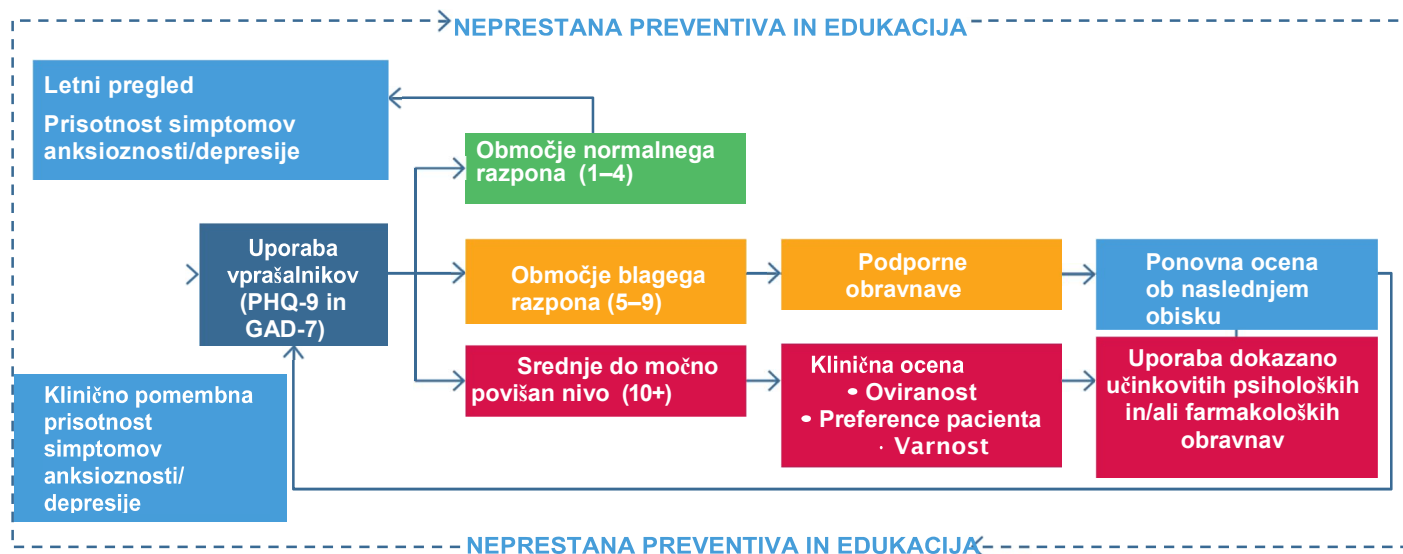 NEPRESTANA PREVENTIVA IN EDUKACIJA
Letni pregled
Prisotnost simptomov
anksioznosti/depresije
Območje normalnega
razpona (1–4)
Uporaba
vprašalnikov
(PHQ-9 in
GAD-7)
Območje blagega
razpona (5–9)
Podporne
obravnave
Ponovna ocena
ob naslednjem
obisku
Srednje do močno
povišan nivo (10+)
Klinična ocena
• Oviranost
• Preference pacienta
· Varnost
Uporaba dokazano
učinkovitih psiholoških
in/ali farmakoloških
obravnav
Klinično pomembna
prisotnost
simptomov
anksioznosti/
depresije
NEPRESTANA PREVENTIVA IN EDUKACIJA